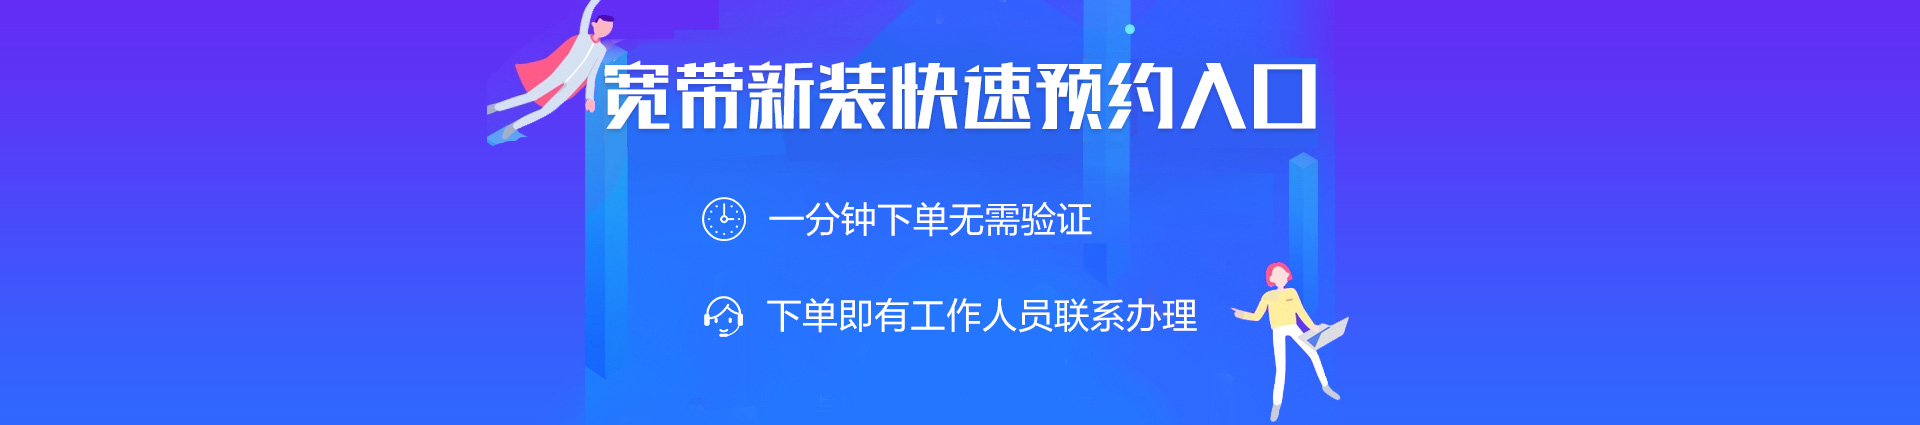 宽带新装快速预约入口
一分钟下单无需验证
下单即有工作人员联系办理